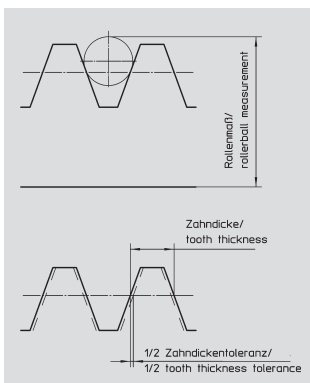 Rollenmaß/
rollerball measurement
Zahndicke/
tooth thickness
1/2 Zahndickentoleranz/
1/2 tooth thickness tolerance